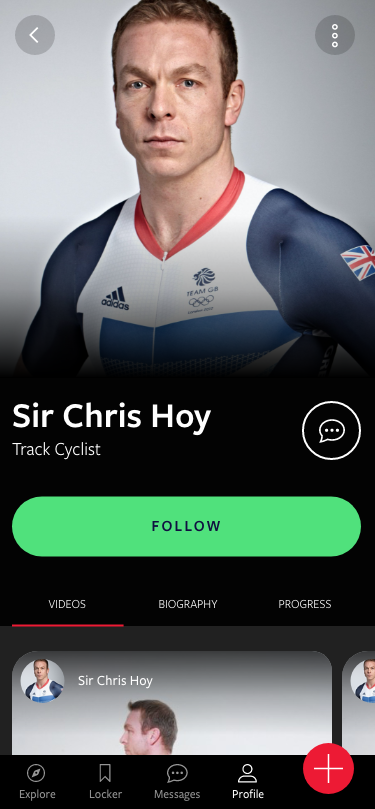 adidas
TEAM GB
Sir Chris Hoy
Track Cyclist
FOLLOW
VIDEOS
BIOGRAPHY
PROGRESS
Sir Chris Hoy
Explore
Locker
Messages
Profile